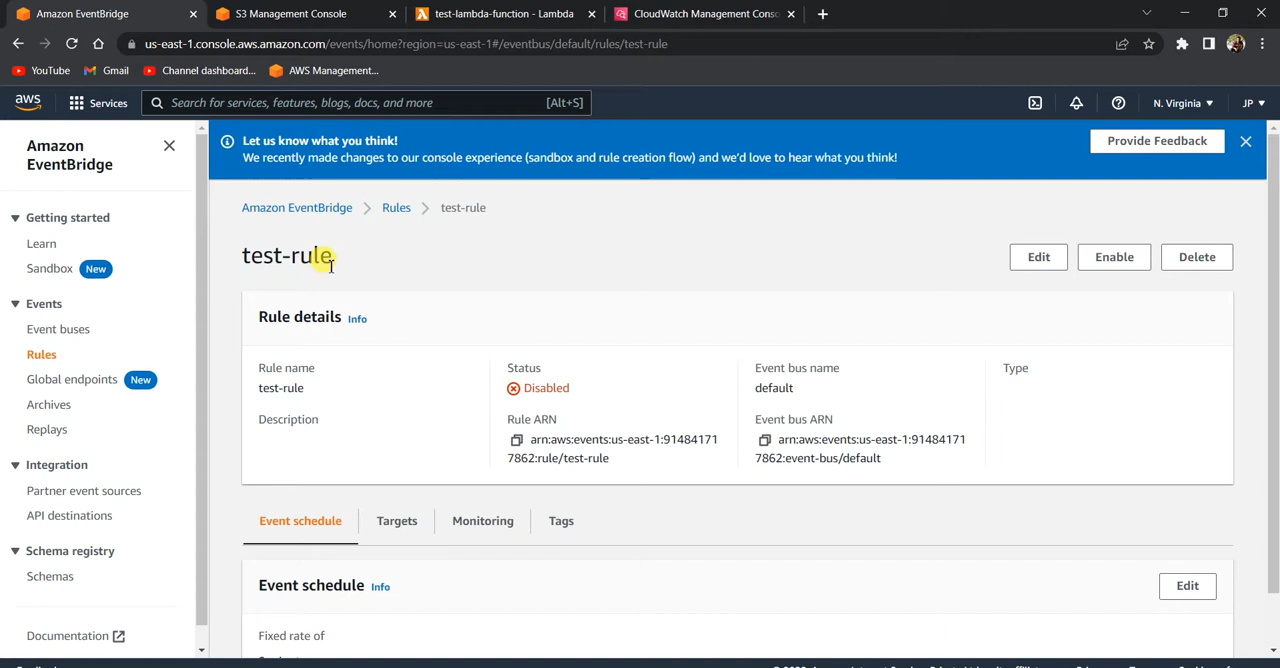 Amazon EventBridge
S3 Management Console
test-lambda-function - Lambda
CloudWatch Management Conso
us-east-1.console.aws.amazon.com/events/home?region=us-east-1#/eventbus/default/rules/test-rule
YouTube
Gmail
Channel dashboard...
AWS Management...
aws
Services
Search for services, features, blogs, docs, and more
[Alt+S]
N. Virginia
JP
Amazon
EventBridge
Getting started
Learn
Sandbox New
Events
Event buses
Rules
Global endpoints New
Archives
Replays
Integration
Partner event sources
API destinations
Schema registry
Schemas
Documentation
Let us know what you think!
We recently made changes to our console experience (sandbox and rule creation flow) and we'd love to hear what you think!
Provide Feedback
Amazon EventBridge
Rules
test-rule
test-rule
Edit
Enable
Delete
Rule details Info
Rule name
test-rule
Description
Status
Disabled
Rule ARN
arn:aws:events:us-east-1:91484171
7862:rule/test-rule
Event bus name
default
Event bus ARN
arn:aws:events:us-east-1:91484171
7862:event-bus/default
Type
Event schedule
Targets
Monitoring
Tags
Event schedule Info
Edit
Fixed rate of